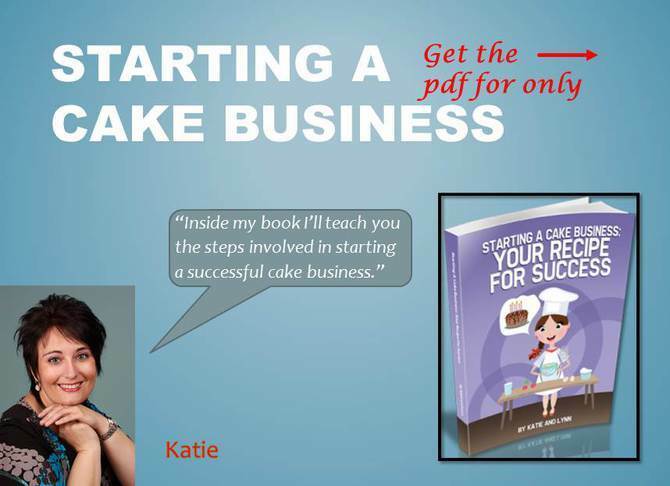 STARTING A
CAKE BUSINESS
Get the
pdf for only
“Inside my book I’ll teach you
the steps involved in starting
a successful cake business.”
STARTING A CAKE BUSINESS:
YOUR RECIPE
FOR SUCCESS
BY KATIE AND LYNN
Katie